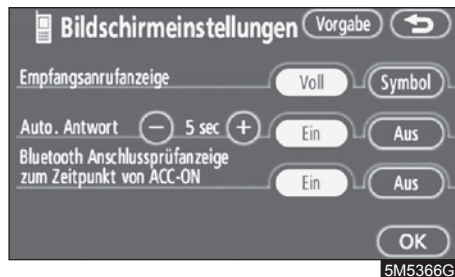 Bildschirmeinstellungen Vorgabe
Empfangsanrufanzeige Voll Symbol
Auto. Antwort − 5 sec + Ein Aus
Bluetooth Anschlussprüfanzeige
zum Zeitpunkt von ACC-ON Ein Aus
OK
5M5366G